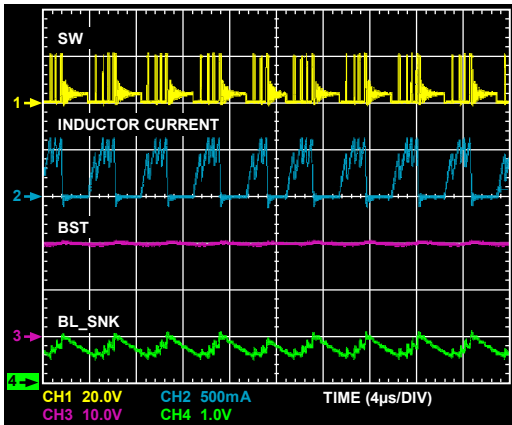 SW
1
INDUCTOR CURRENT
2
BST
3
BL_SNK
4
CH1 20.0V CH2 500mA TIME (4µs/DIV)
CH3 10.0V CH4 1.0V